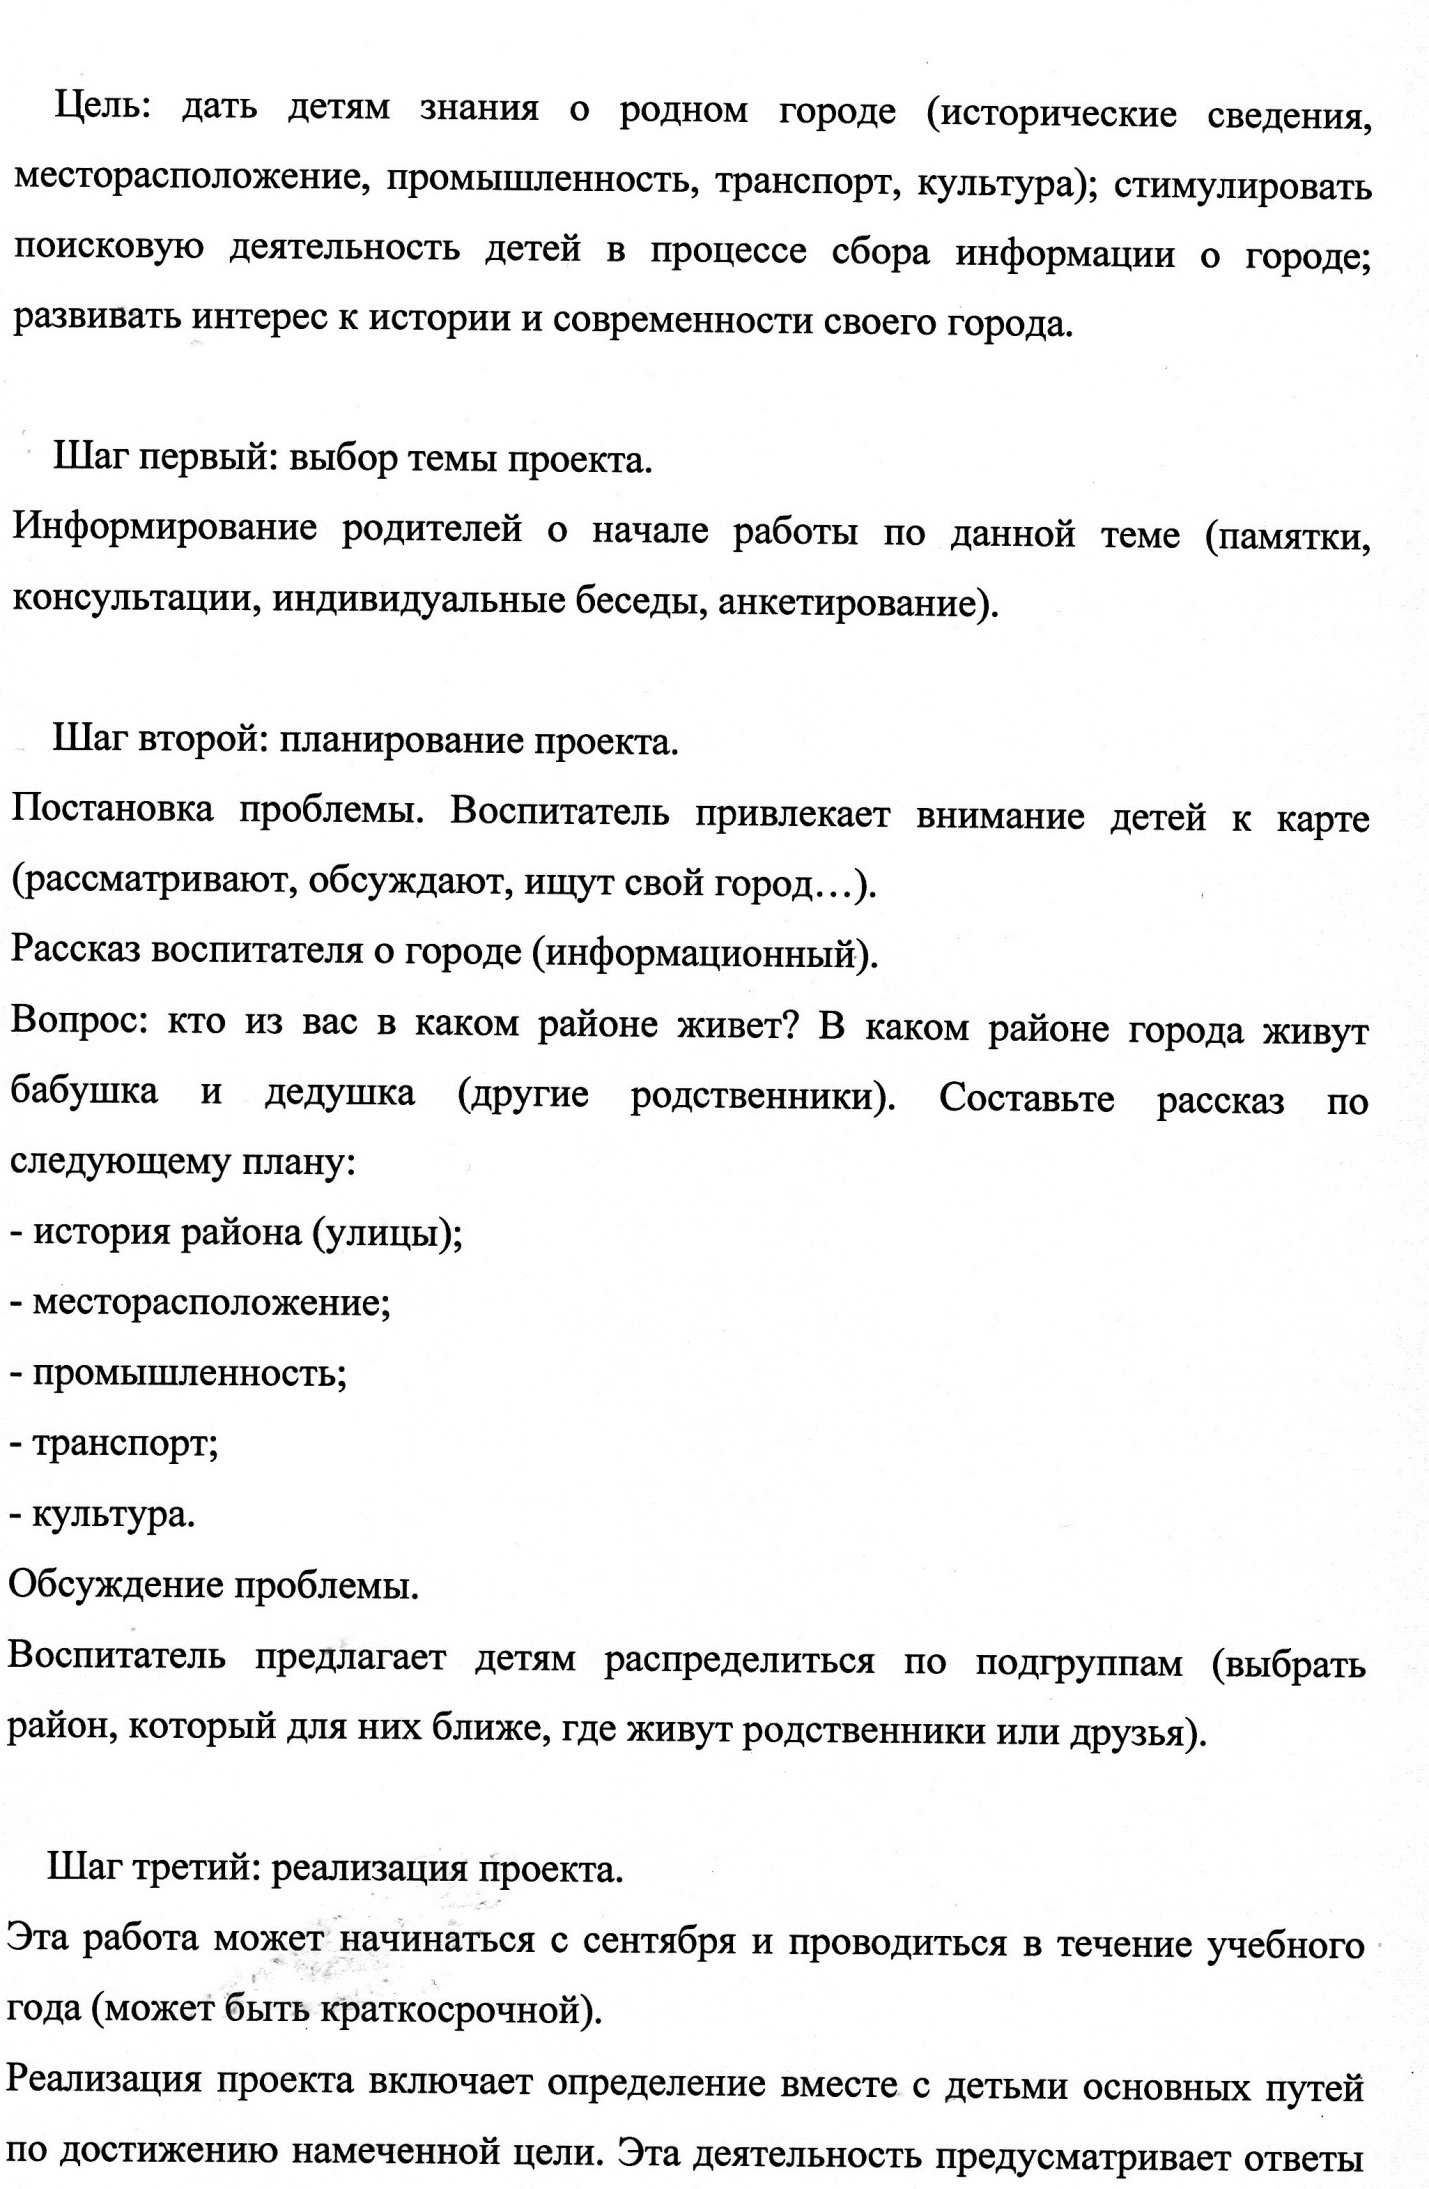 Цель: дать детям знания о родном городе (исторические сведения,
месторасположение, промышленность, транспорт, культура); стимулировать
поисковую деятельность детей в процессе сбора информации о городе;
развивать интерес к истории и современности своего города.
Шаг первый: выбор темы проекта.
Информирование родителей о начале работы по данной теме (памятки,
консультации, индивидуальные беседы, анкетирование).
Шаг второй: планирование проекта.
Постановка проблемы. Воспитатель привлекает внимание детей к карте
(рассматривают, обсуждают, ищут свой город…).
Рассказ воспитателя о городе (информационный).
Вопрос: кто из вас в каком районе живет? В каком районе города живут
бабушка и дедушка (другие родственники). Составьте рассказ по
следующему плану:
- история района (улицы);
- месторасположение;
- промышленность;
- транспорт;
- культура.
Обсуждение проблемы.
Воспитатель предлагает детям распределиться по подгруппам (выбрать
район, который для них ближе, где живут родственники или друзья).
Шаг третий: реализация проекта.
Эта работа может начинаться с сентября и проводиться в течение учебного
года (может быть краткосрочной).
Реализация проекта включает определение вместе с детьми основных путей
по достижению намеченной цели. Эта деятельность предусматривает ответы